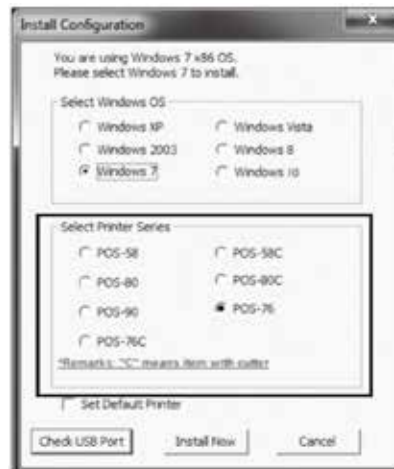 Install Configuration
You are using Windows 7 x86 OS.
Please select Windows 7 to install.
Select Windows OS
Windows XP Windows Vista
Windows 2003 Windows 8
Windows 7 Windows 10
Select Printer Series
POS-58 POS-58C
POS-80 POS-80C
POS-90 POS-76
POS-76C
"Remarks: "C" means item with cutter
Set Default Printer
Check USB Port Install Now Cancel